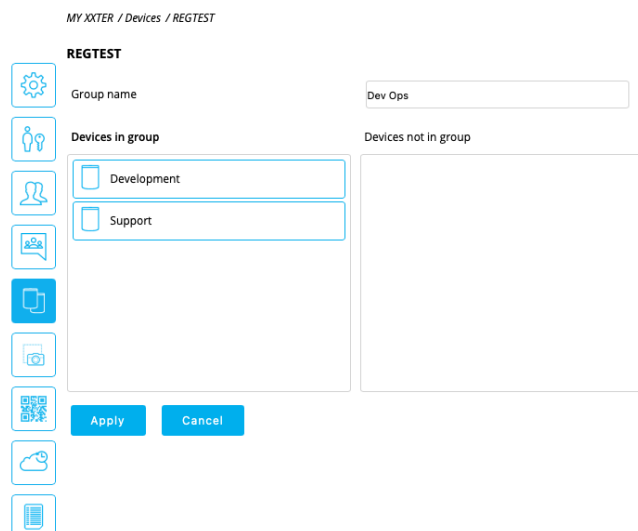 MY XXTER / Devices / REGTEST
REGTEST
Group name
Dev Ops
Devices in group
Devices not in group
Development
Support
Apply
Cancel